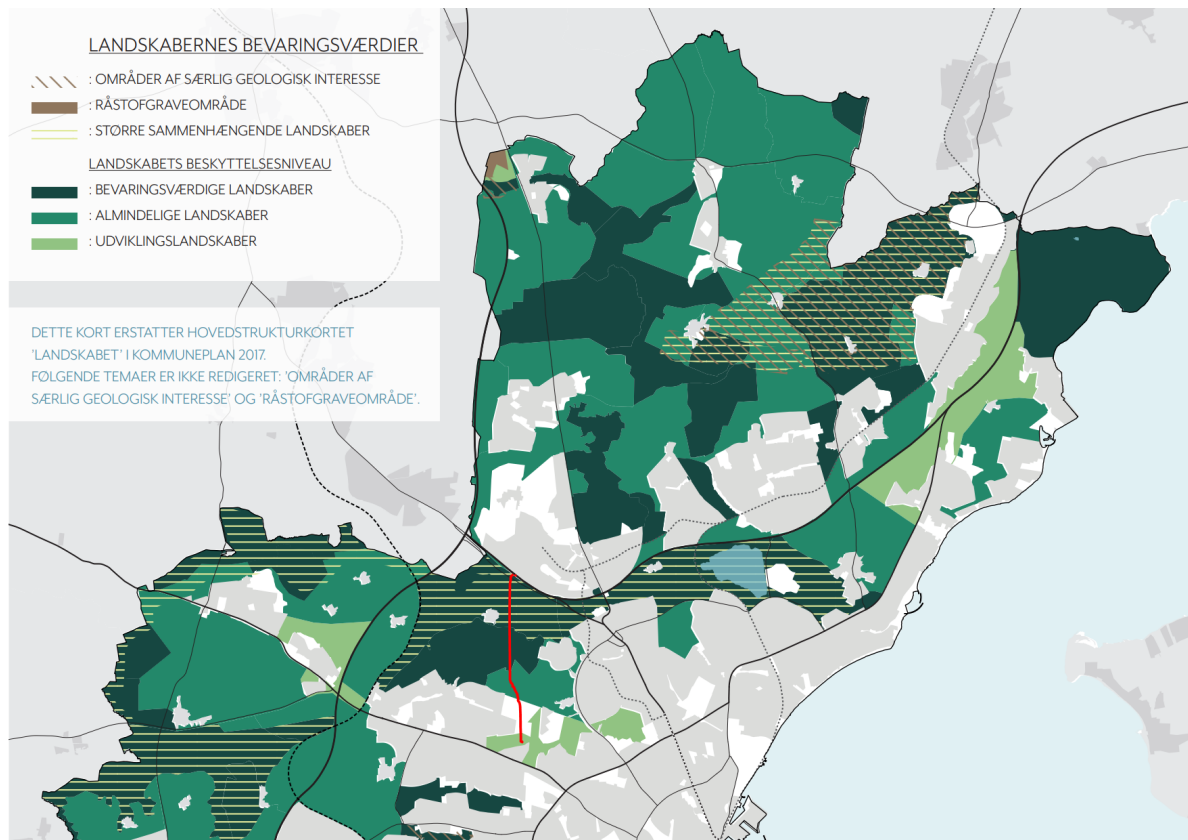 LANDSKABERNES BEVARINGSVÆRDIER
: OMRÅDER AF SÆRLIG GEOLOGISK INTERESSE
: RÅSTOFGRAVEOMRÅDE
: STØRRE SAMMENHÆNGENDE LANDSKABER
LANDSKABETS BESKYTTELSESNIVEAU
: BEVARINGSVÆRDIGE LANDSKABER
: ALMINDELIGE LANDSKABER
: UDVIKLINGSLANDSKABER
DETTE KORT ERSTATTER HOVEDSTRUKTURKORTET
'LANDSKABET' I KOMMUNEPLAN 2017.
FØLGENDE TEMAER ER IKKE REDIGERET: 'OMRÅDER AF
SÆRLIG GEOLOGISK INTERESSE' OG 'RÅSTOFGRAVEOMRÅDE'.